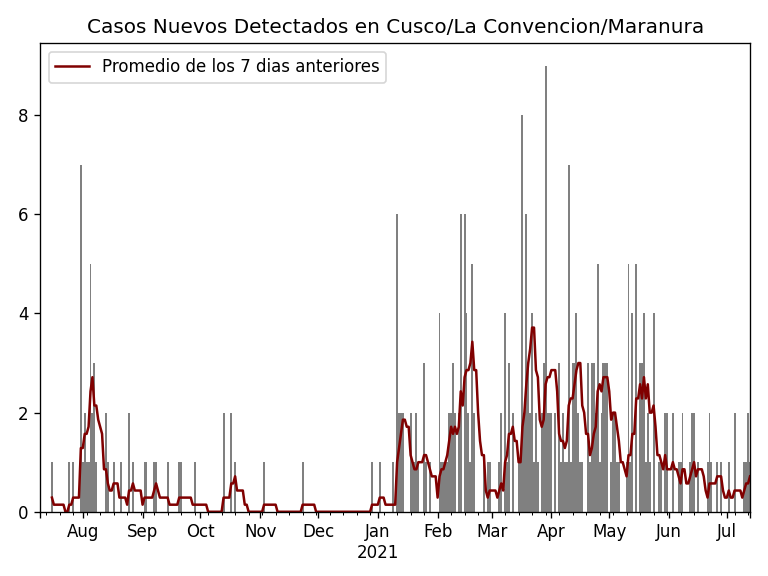 Casos Nuevos Detectados en Cusco/La Convencion/Maranura
Promedio de los 7 dias anteriores
8
6
4
2
0
Aug Sep Oct Nov Dec Jan Feb Mar Apr May Jun Jul
2021